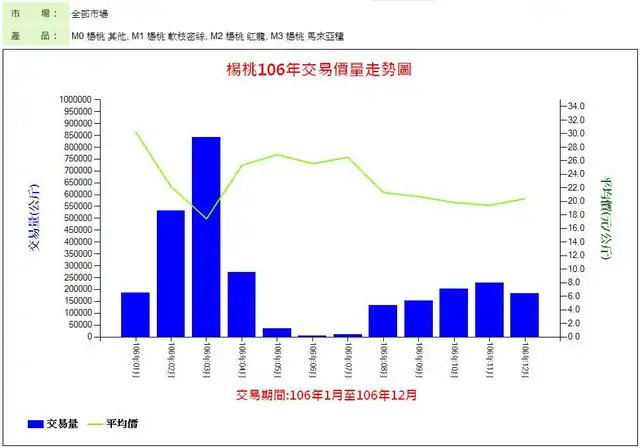 市　場： 全部市場
產　品： M0 楊桃 其他, M1 楊桃 軟枝密絲, M2 楊桃 紅龍, M3 楊桃 馬來亞種
楊桃106年交易價量走勢圖
交易量(公斤)
1000000
950000
900000
850000
800000
750000
700000
650000
600000
550000
500000
450000
400000
350000
300000
250000
200000
150000
100000
50000
0
34.0
32.0
30.0
28.0
26.0
24.0
22.0
20.0
18.0
16.0
14.0
12.0
10.0
8.0
6.0
4.0
2.0
0.0
平均價(元/公斤)
106年01月
106年02月
106年03月
106年04月
106年05月
106年06月
106年07月
106年08月
106年09月
106年10月
106年11月
106年12月
交易期間:106年1月至106年12月
交易量 平均價